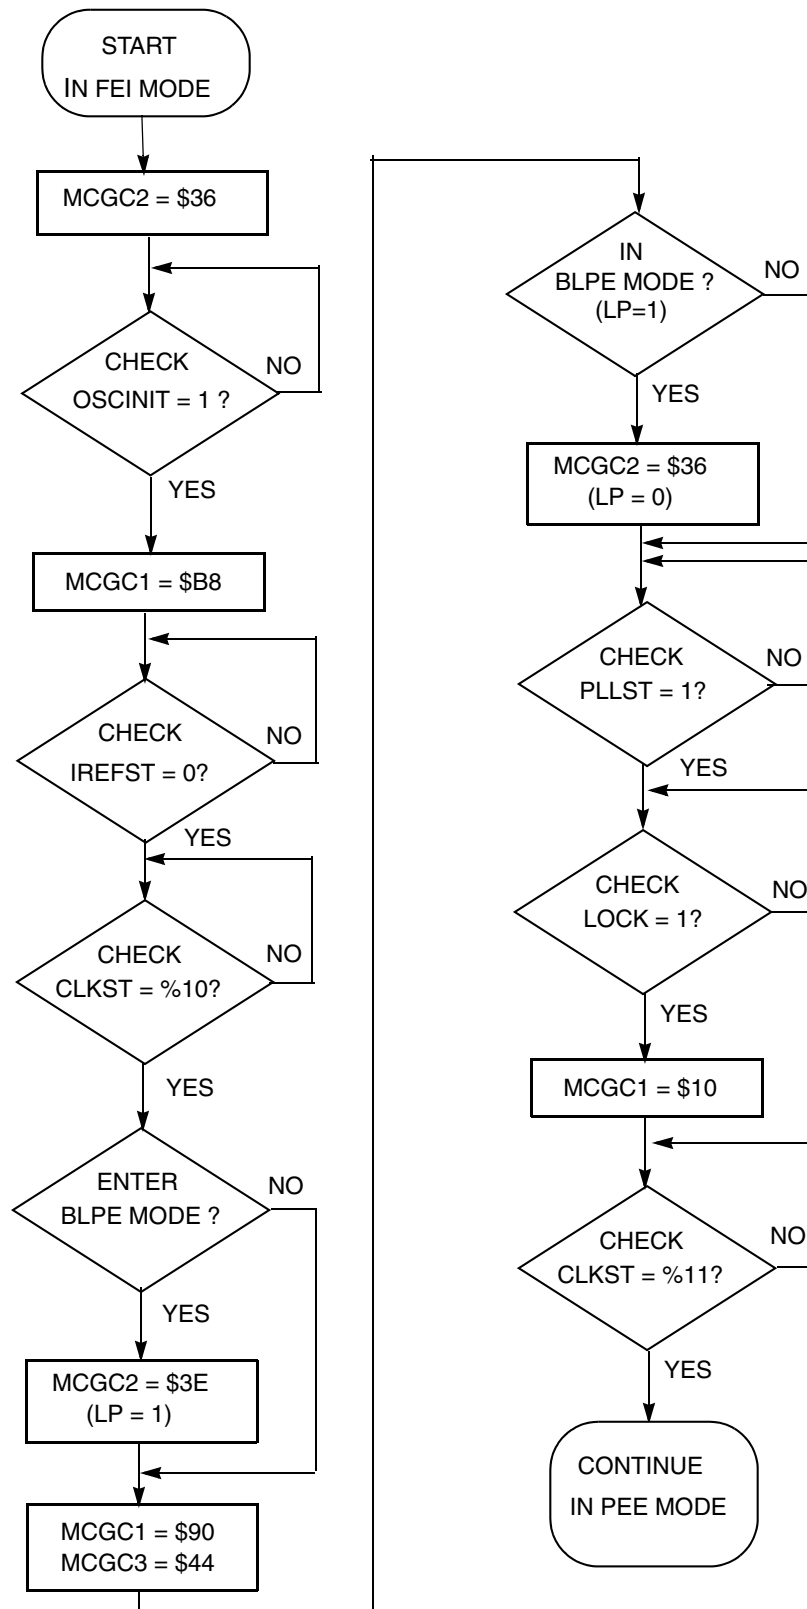 START
IN FEI MODE
MCGC2 = $36
CHECK
OSCINIT = 1 ?
NO
YES
MCGC1 = $B8
CHECK
IREFST = 0?
NO
YES
CHECK
CLKST = %10?
NO
YES
ENTER
BLPE MODE ?
NO
YES
MCGC2 = $3E
(LP = 1)
MCGC1 = $90
MCGC3 = $44
IN
BLPE MODE ?
(LP=1)
NO
YES
MCGC2 = $36
(LP = 0)
CHECK
PLLST = 1?
NO
YES
CHECK
LOCK = 1?
NO
YES
MCGC1 = $10
CHECK
CLKST = %11?
NO
YES
CONTINUE
IN PEE MODE